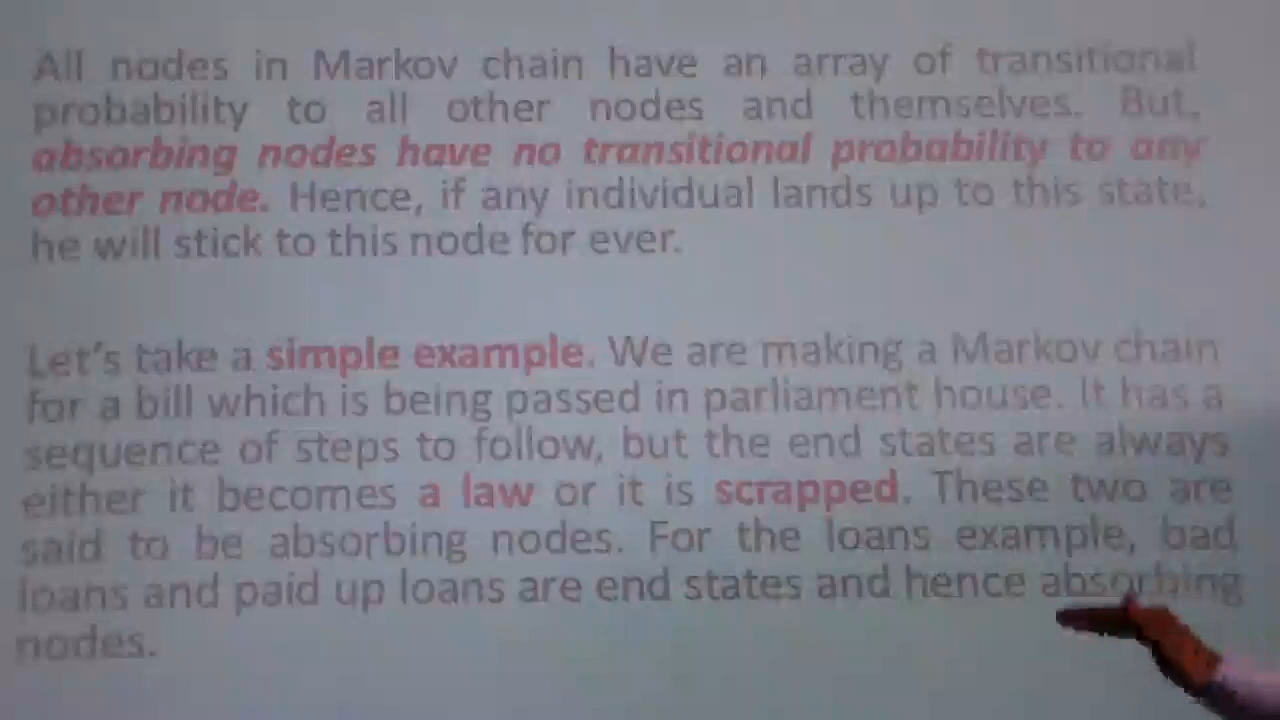 All nodes in Markov chain have an array of transitional
probability to all other nodes and themselves. But,
absorbing nodes have no transitional probability to any
other node. Hence, if any individual lands up to this state,
he will stick to this node for ever.
Let's take a simple example. We are making a Markov chain
for a bill which is being passed in parliament house. It has a
sequence of steps to follow, but the end states are always
either it becomes a law or it is scrapped. These two are
said to be absorbing nodes. For the loans example, bad
loans and paid up loans are end states and hence absorbing
nodes.